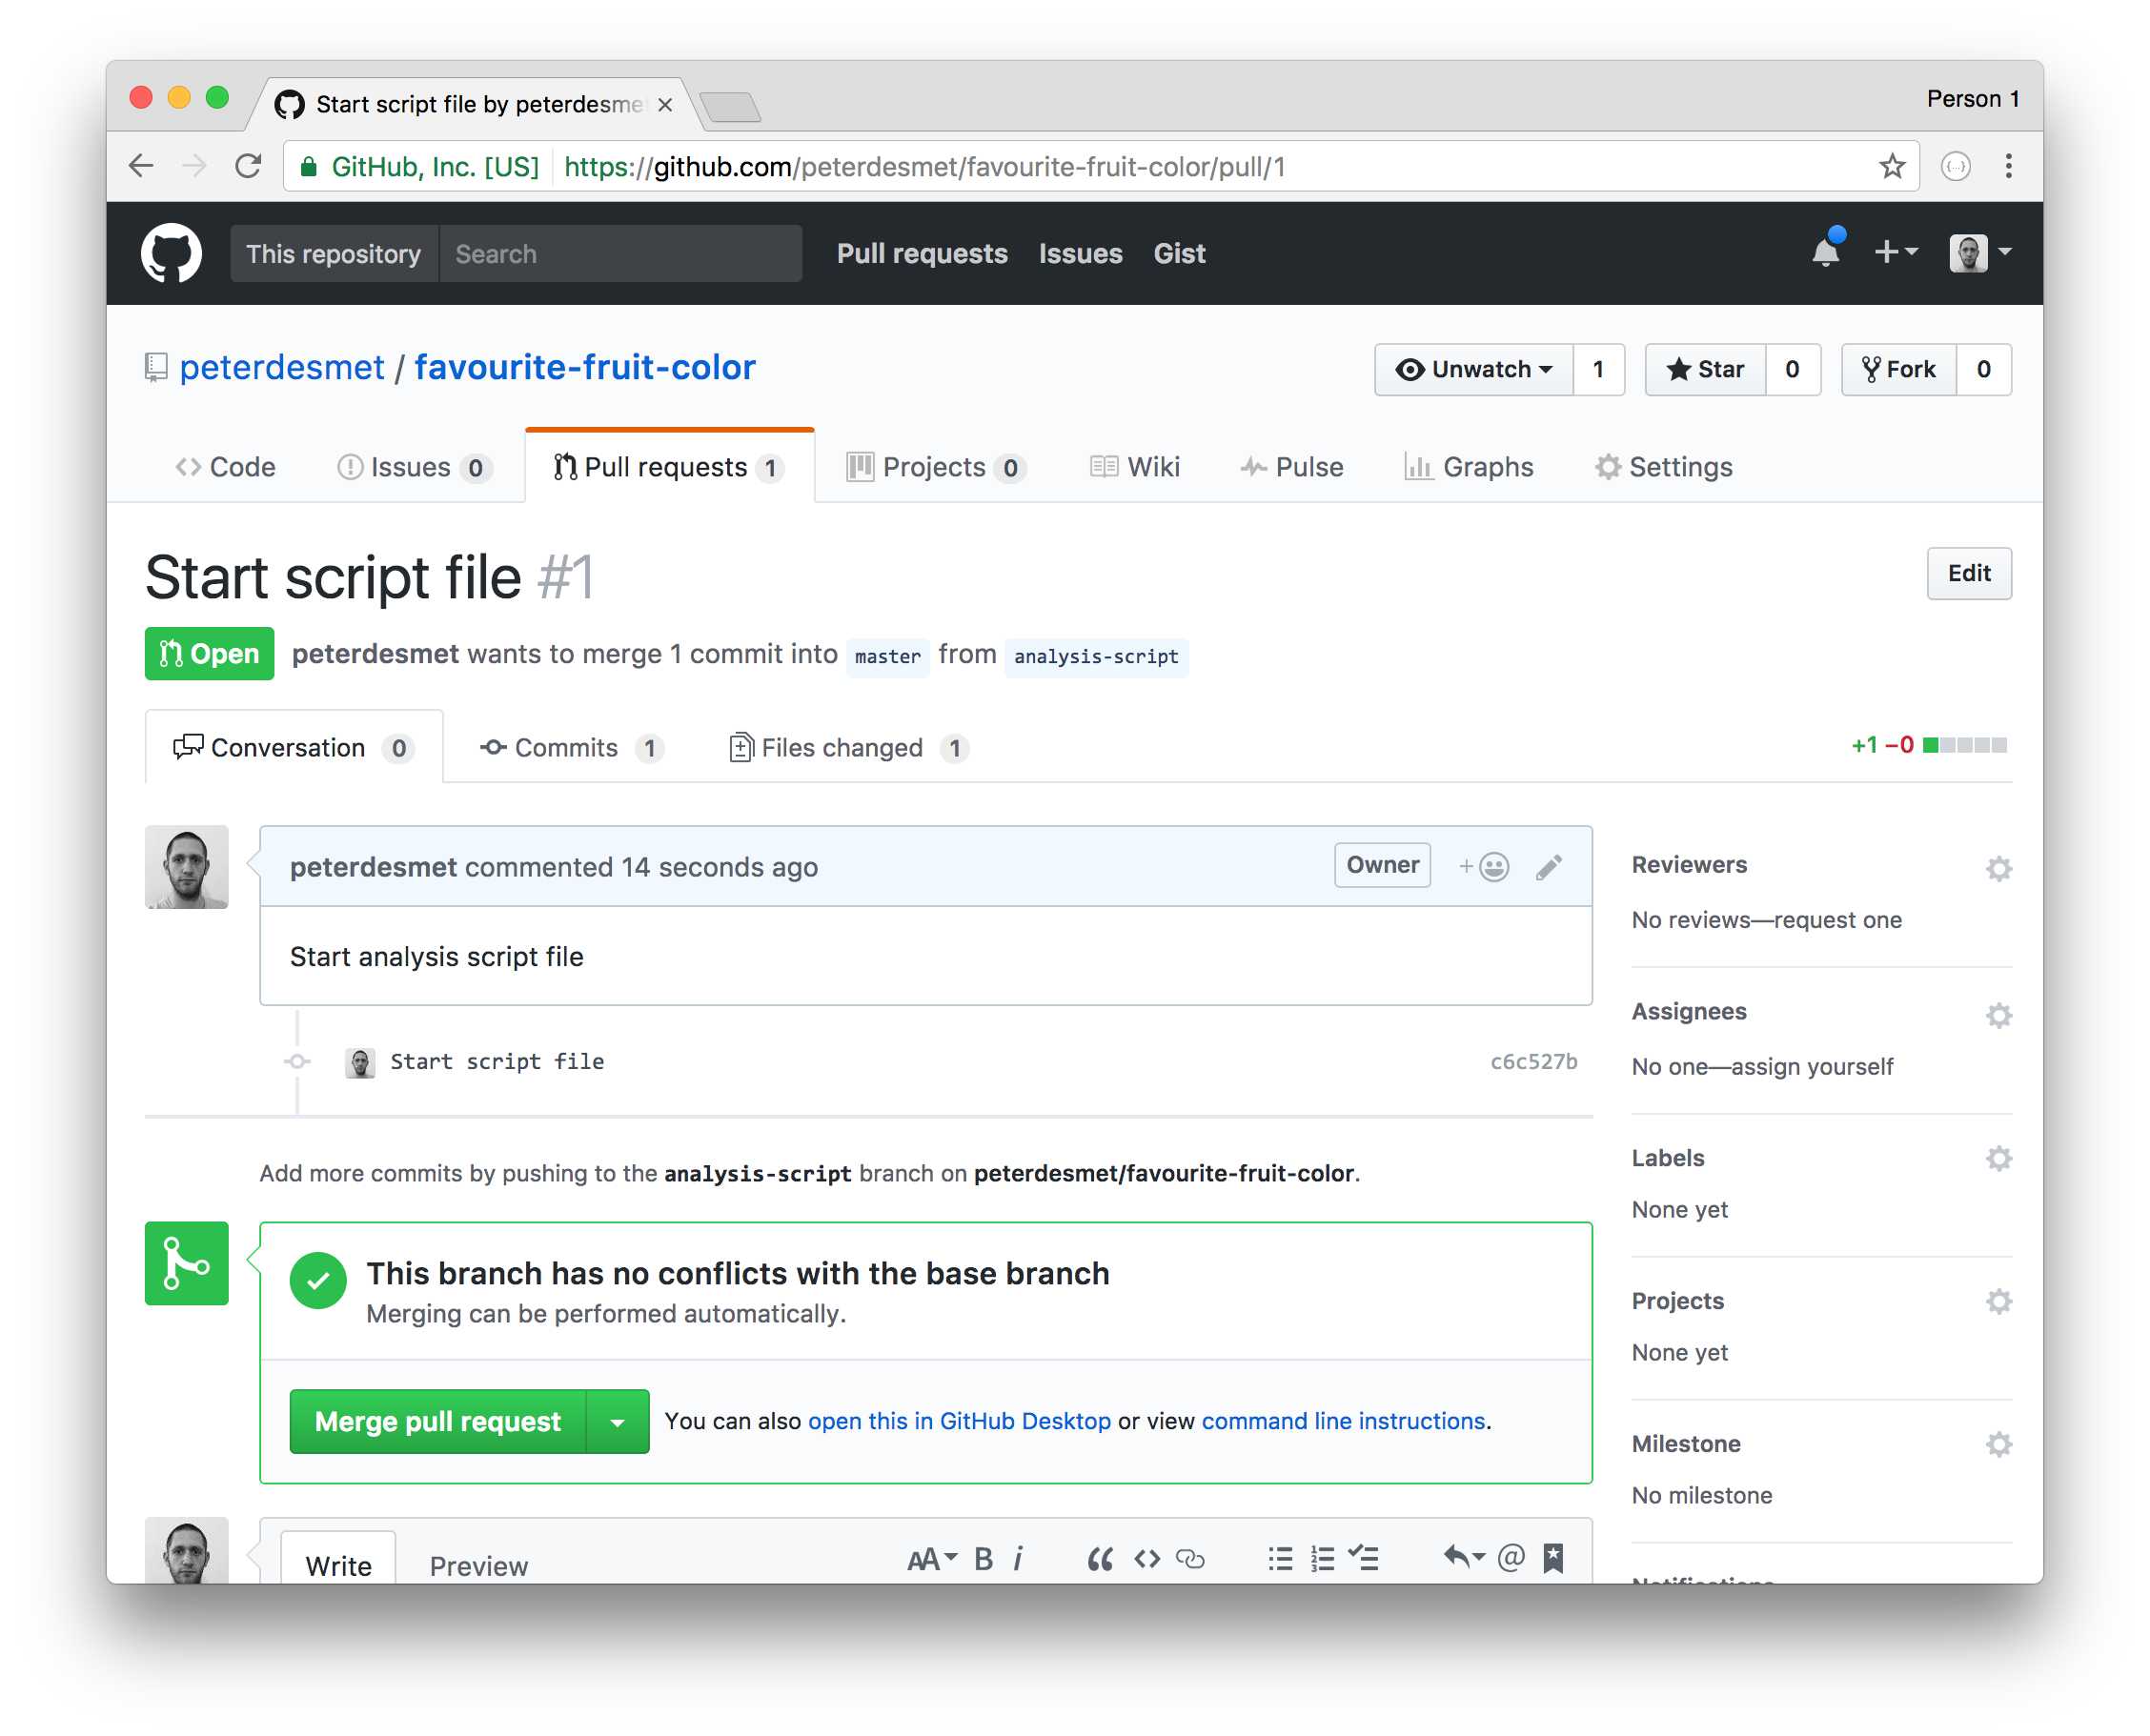 Start script file by peterdesme
Person 1
GitHub, Inc. [US] https://github.com/peterdesmet/favourite-fruit-color/pull/1
This repository Search Pull requests Issues Gist
peterdesmet / favourite-fruit-color
Unwatch 1 Star 0 Fork 0
Code Issues 0 Pull requests 1 Projects 0 Wiki Pulse Graphs Settings
Start script file #1
Edit
Open peterdesmet wants to merge 1 commit into master from analysis-script
Conversation 0 Commits 1 Files changed 1
+1 −0
peterdesmet commented 14 seconds ago
Owner
Start analysis script file
Start script file c6c527b
Add more commits by pushing to the analysis-script branch on peterdesmet/favourite-fruit-color.
This branch has no conflicts with the base branch
Merging can be performed automatically.
Merge pull request You can also open this in GitHub Desktop or view command line instructions.
Write Preview AA B i
Reviewers
No reviews—request one
Assignees
No one—assign yourself
Labels
None yet
Projects
None yet
Milestone
No milestone
Notifications